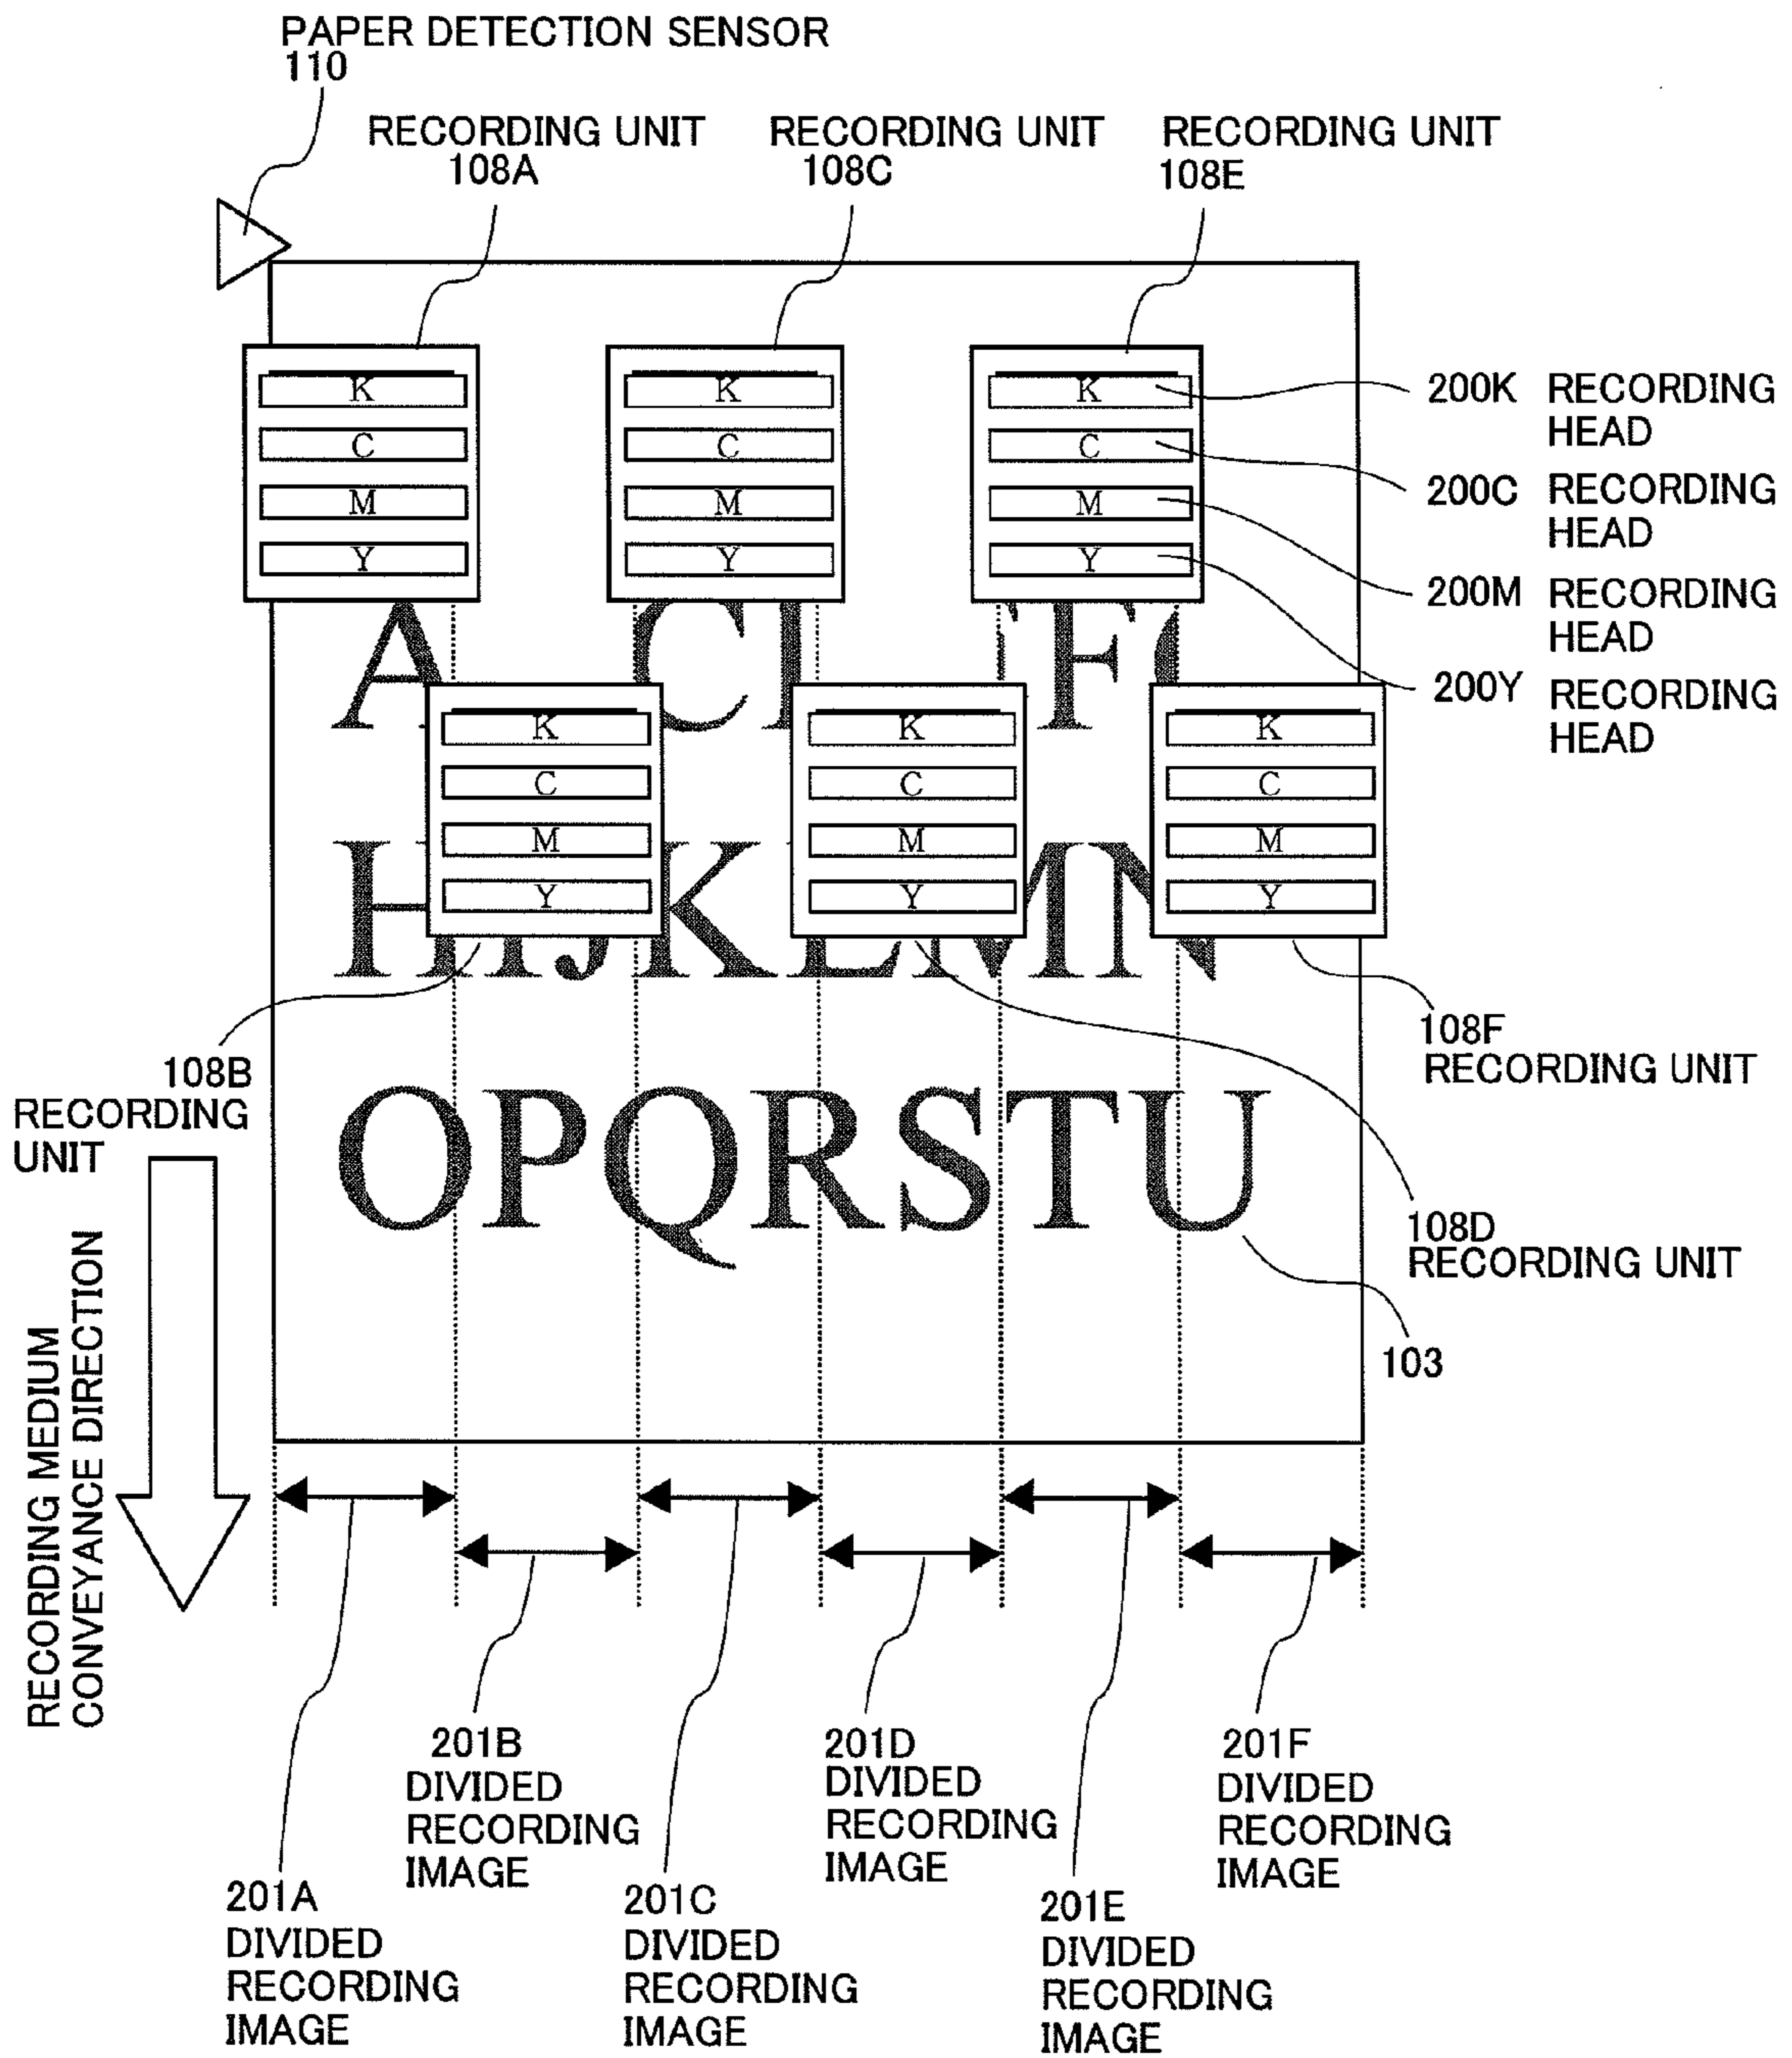 PAPER DETECTION SENSOR
110
RECORDING UNIT
108A
RECORDING UNIT
108C
RECORDING UNIT
108E
K
C
M
Y
K
C
M
Y
K
C
M
Y
200K RECORDING
HEAD
200C RECORDING
HEAD
200M RECORDING
HEAD
200Y RECORDING
HEAD
A C F
K
C
M
Y
K
C
M
Y
K
C
M
Y
HIJKLMN
108B
RECORDING
UNIT
108F
RECORDING UNIT
OPQRSTU
108D
RECORDING UNIT
103
RECORDING MEDIUM
CONVEYANCE DIRECTION
201A
DIVIDED
RECORDING
IMAGE
201B
DIVIDED
RECORDING
IMAGE
201C
DIVIDED
RECORDING
IMAGE
201D
DIVIDED
RECORDING
IMAGE
201E
DIVIDED
RECORDING
IMAGE
201F
DIVIDED
RECORDING
IMAGE